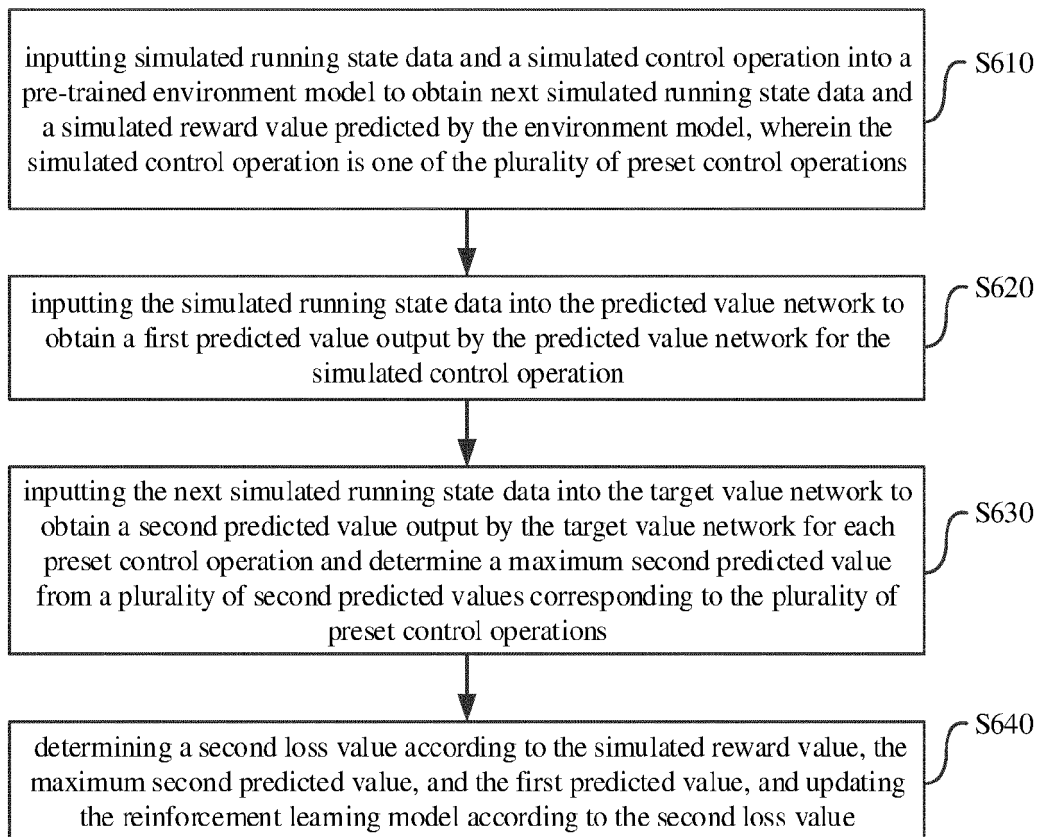 inputting simulated running state data and a simulated control operation into a
pre-trained environment model to obtain next simulated running state data and
a simulated reward value predicted by the environment model, wherein the
simulated control operation is one of the plurality of preset control operations
S610
inputting the simulated running state data into the predicted value network to
obtain a first predicted value output by the predicted value network for the
simulated control operation
S620
inputting the next simulated running state data into the target value network to
obtain a second predicted value output by the target value network for each
preset control operation and determine a maximum second predicted value
from a plurality of second predicted values corresponding to the plurality of
preset control operations
S630
determining a second loss value according to the simulated reward value, the
maximum second predicted value, and the first predicted value, and updating
the reinforcement learning model according to the second loss value
S640